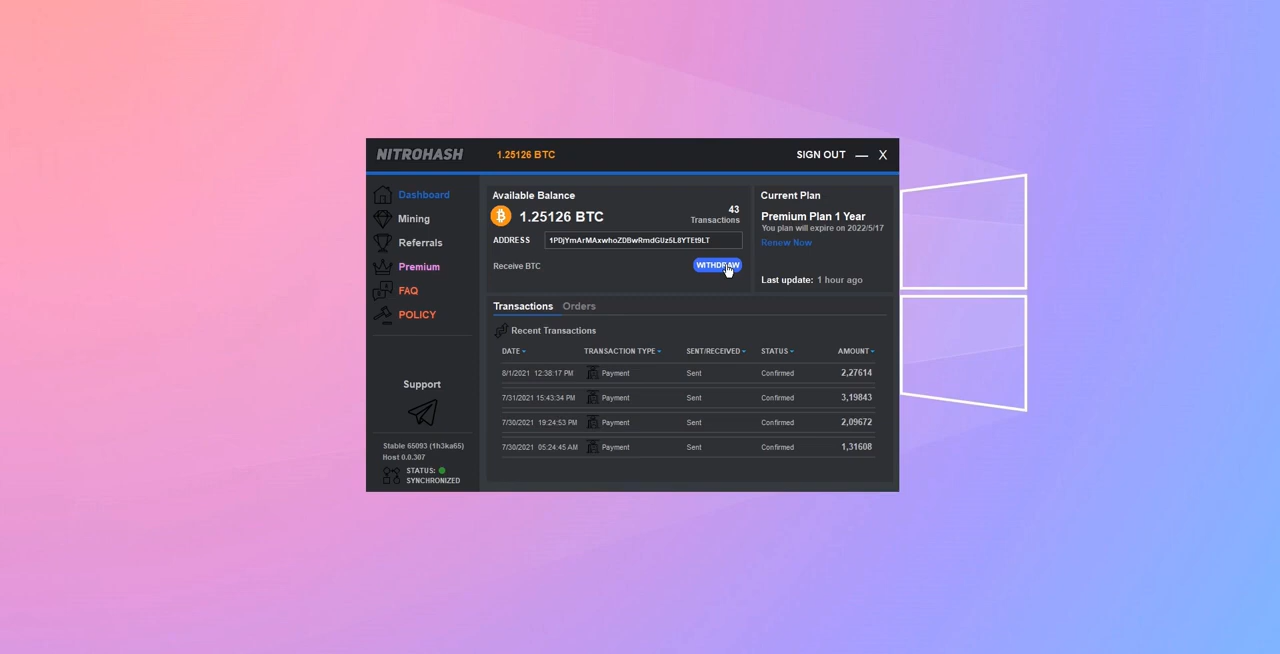 NITROHASH 1.25126 BTC SIGN OUT — X
Dashboard
Mining
Referrals
Premium
FAQ
POLICY
Support
Stable 65093 (1h3ka65)
Host 0.0.307
STATUS:
SYNCHRONIZED
Available Balance
1.25126 BTC
43
Transactions
ADDRESS 1PDjYmArMAxwhoZDBwRmdGUz5L8YTEt9LT
Receive BTC WITHDRAW
Current Plan
Premium Plan 1 Year
You plan will expire on 2022/5/17
Renew Now
Last update: 1 hour ago
Transactions Orders
Recent Transactions
DATE TRANSACTION TYPE SENT/RECEIVED STATUS AMOUNT
8/1/2021 12:38:17 PM Payment Sent Confirmed 2,27614
7/31/2021 15:43:34 PM Payment Sent Confirmed 3,19843
7/30/2021 19:24:53 PM Payment Sent Confirmed 2,09672
7/30/2021 05:24:45 AM Payment Sent Confirmed 1,31608